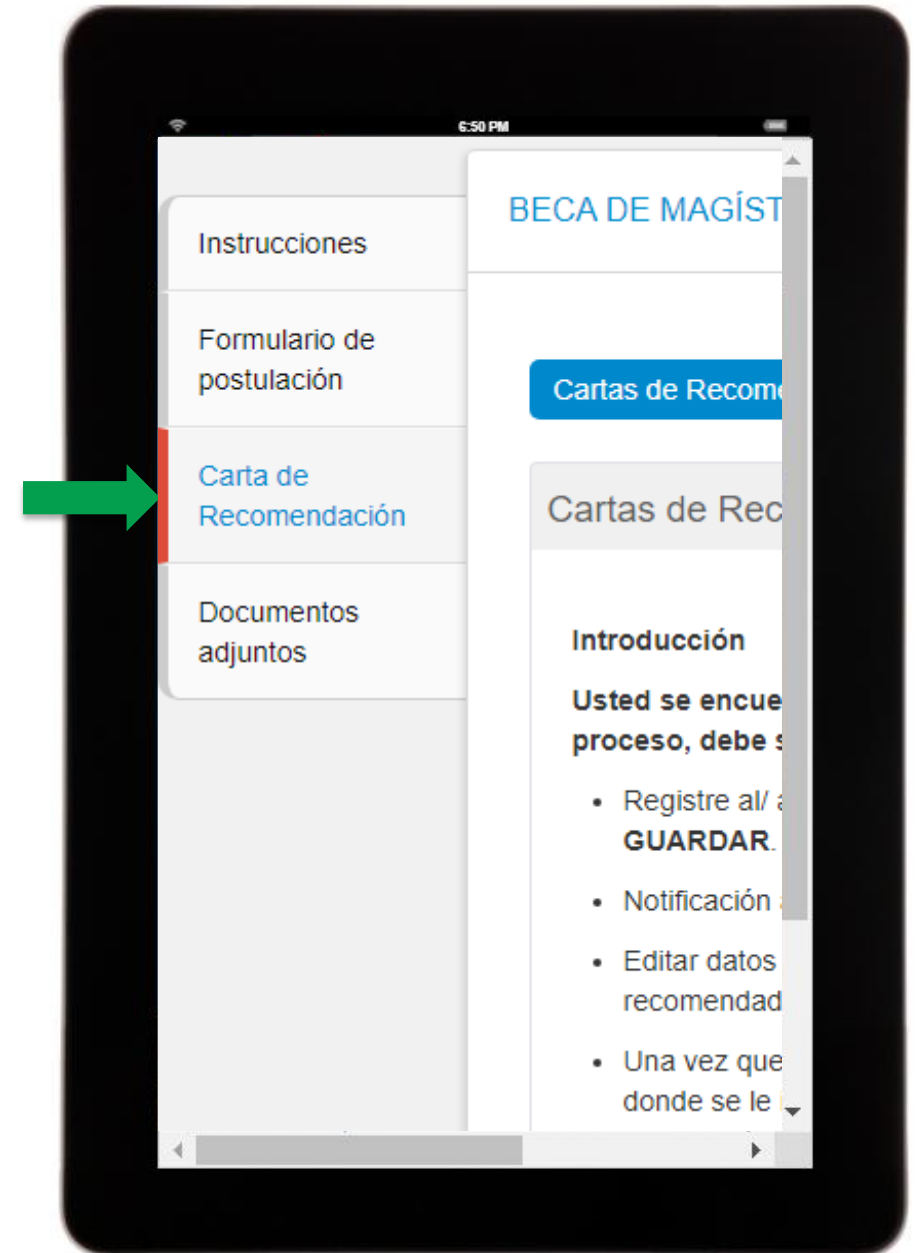 6:50 PM
Instrucciones
Formulario de
postulación
Carta de
Recomendación
Documentos
adjuntos
BECA DE MAGÍST
Cartas de Recom
Cartas de Rec
Introducción
Usted se encue
proceso, debe s
Registre al/ a
GUARDAR.
Notificación
Editar datos
recomendad
Una vez que
donde se le